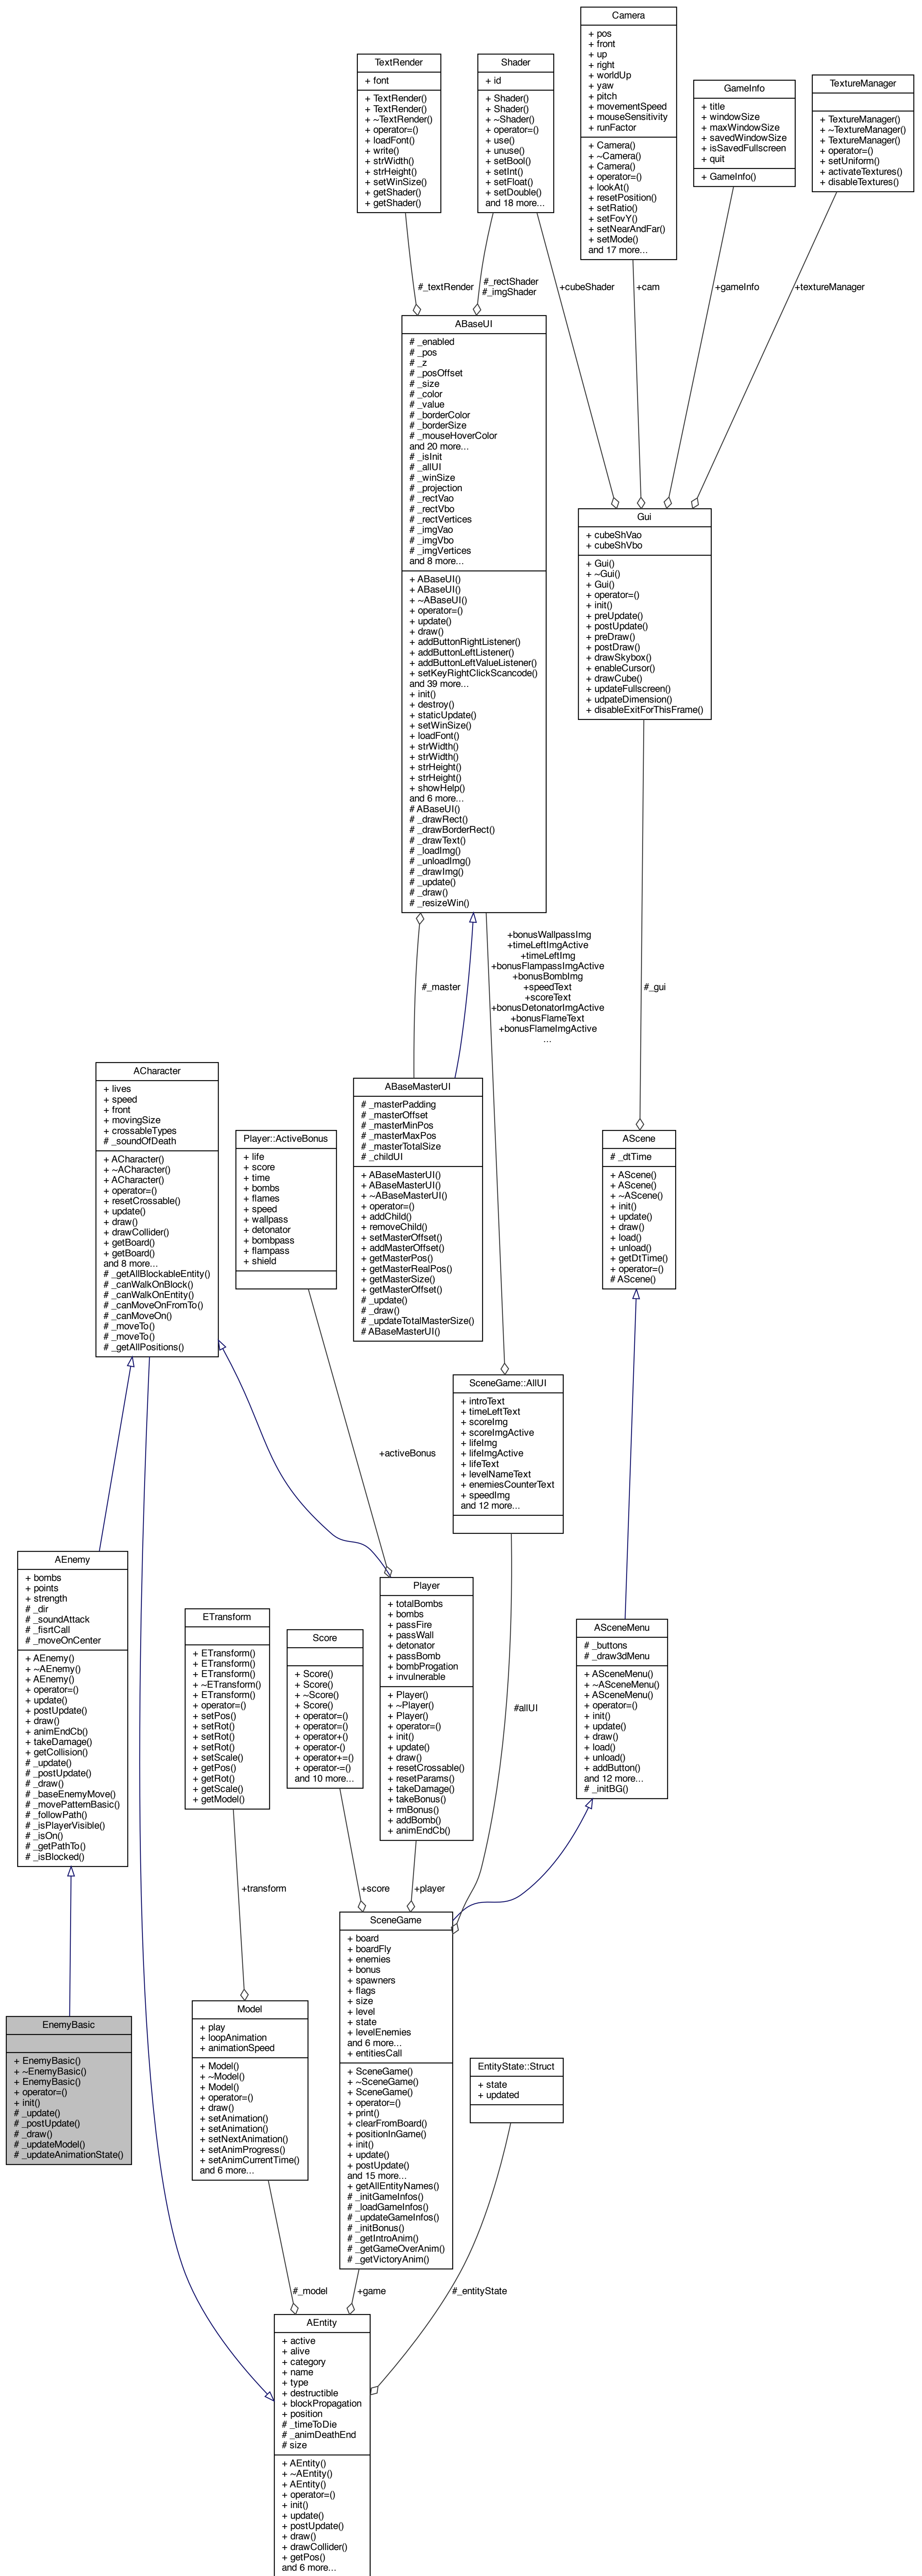 Camera
+ pos
+ front
+ up
+ right
+ worldUp
+ yaw
+ pitch
+ movementSpeed
+ mouseSensitivity
+ runFactor
+ Camera()
+ ~Camera()
+ Camera()
+ operator=()
+ lookAt()
+ resetPosition()
+ setRatio()
+ setFovY()
+ setNearAndFar()
+ setMode()
and 17 more...
TextRender
+ font
+ TextRender()
+ TextRender()
+ ~TextRender()
+ operator=()
+ loadFont()
+ write()
+ strWidth()
+ strHeight()
+ setWinSize()
+ getShader()
+ getShader()
Shader
+ id
+ Shader()
+ Shader()
+ ~Shader()
+ operator=()
+ use()
+ unuse()
+ setBool()
+ setInt()
+ setFloat()
+ setDouble()
and 18 more...
GameInfo
+ title
+ windowSize
+ maxWindowSize
+ savedWindowSize
+ isSavedFullscreen
+ quit
+ GameInfo()
TextureManager
+ TextureManager()
+ ~TextureManager()
+ TextureManager()
+ operator=()
+ setUniform()
+ activateTextures()
+ disableTextures()
#_textRender
#_rectShader
#_imgShader
+cubeShader
+cam
+gameInfo
+textureManager
ABaseUI
# _enabled
# _pos
# _z
# _posOffset
# _size
# _color
# _value
# _borderColor
# _borderSize
# _mouseHoverColor
and 20 more...
# _isInit
# _allUI
# _winSize
# _projection
# _rectVao
# _rectVbo
# _rectVertices
# _imgVao
# _imgVbo
# _imgVertices
and 8 more...
+ ABaseUI()
+ ABaseUI()
+ ~ABaseUI()
+ operator=()
+ update()
+ draw()
+ addButtonRightListener()
+ addButtonLeftListener()
+ addButtonLeftValueListener()
+ setKeyRightClickScancode()
and 39 more...
+ init()
+ destroy()
+ staticUpdate()
+ setWinSize()
+ loadFont()
+ strWidth()
+ strWidth()
+ strHeight()
+ strHeight()
+ showHelp()
and 6 more...
# ABaseUI()
# _drawRect()
# _drawBorderRect()
# _drawText()
# _loadImg()
# _unloadImg()
# _drawImg()
# _update()
# _draw()
# _resizeWin()
Gui
+ cubeShVao
+ cubeShVbo
+ Gui()
+ ~Gui()
+ Gui()
+ operator=()
+ init()
+ preUpdate()
+ postUpdate()
+ preDraw()
+ postDraw()
+ drawSkybox()
+ enableCursor()
+ drawCube()
+ updateFullscreen()
+ udpateDimension()
+ disableExitForThisFrame()
#_master
+bonusWallpassImg
+timeLeftImgActive
+timeLeftImg
+bonusFlampassImgActive
+bonusBombImg
+speedText
+scoreText
+bonusDetonatorImgActive
+bonusFlameText
+bonusFlameImgActive
...
#_gui
ACharacter
+ lives
+ speed
+ front
+ movingSize
+ crossableTypes
# _soundOfDeath
+ ACharacter()
+ ~ACharacter()
+ ACharacter()
+ operator=()
+ resetCrossable()
+ update()
+ draw()
+ drawCollider()
+ getBoard()
+ getBoard()
and 8 more...
# _getAllBlockableEntity()
# _canWalkOnBlock()
# _canWalkOnEntity()
# _canMoveOnFromTo()
# _canMoveOn()
# _moveTo()
# _moveTo()
# _getAllPositions()
Player::ActiveBonus
+ life
+ score
+ time
+ bombs
+ flames
+ speed
+ wallpass
+ detonator
+ bombpass
+ flampass
+ shield
ABaseMasterUI
# _masterPadding
# _masterOffset
# _masterMinPos
# _masterMaxPos
# _masterTotalSize
# _childUI
+ ABaseMasterUI()
+ ABaseMasterUI()
+ ~ABaseMasterUI()
+ operator=()
+ addChild()
+ removeChild()
+ setMasterOffset()
+ addMasterOffset()
+ getMasterPos()
+ getMasterRealPos()
+ getMasterSize()
+ getMasterOffset()
# _update()
# _draw()
# _updateTotalMasterSize()
# ABaseMasterUI()
AScene
# _dtTime
+ AScene()
+ AScene()
+ ~AScene()
+ init()
+ update()
+ draw()
+ load()
+ unload()
+ getDtTime()
+ operator=()
# AScene()
+activeBonus
SceneGame::AllUI
+ introText
+ timeLeftText
+ scoreImg
+ scoreImgActive
+ lifeImg
+ lifeImgActive
+ lifeText
+ levelNameText
+ enemiesCounterText
+ speedImg
and 12 more...
AEnemy
+ bombs
+ points
+ strength
# _dir
# _soundAttack
# _fisrtCall
# _moveOnCenter
+ AEnemy()
+ ~AEnemy()
+ AEnemy()
+ operator=()
+ update()
+ postUpdate()
+ draw()
+ animEndCb()
+ takeDamage()
+ getCollision()
# _update()
# _postUpdate()
# _draw()
# _baseEnemyMove()
# _movePatternBasic()
# _followPath()
# _isPlayerVisible()
# _isOn()
# _getPathTo()
# _isBlocked()
ETransform
+ ETransform()
+ ETransform()
+ ETransform()
+ ~ETransform()
+ ETransform()
+ operator=()
+ setPos()
+ setRot()
+ setRot()
+ setRot()
+ setScale()
+ getPos()
+ getRot()
+ getScale()
+ getModel()
Score
+ Score()
+ Score()
+ ~Score()
+ Score()
+ operator=()
+ operator=()
+ operator+()
+ operator-()
+ operator+=()
+ operator-=()
and 10 more...
Player
+ totalBombs
+ bombs
+ passFire
+ passWall
+ detonator
+ passBomb
+ bombProgation
+ invulnerable
+ Player()
+ ~Player()
+ Player()
+ operator=()
+ init()
+ update()
+ draw()
+ resetCrossable()
+ resetParams()
+ takeDamage()
+ takeBonus()
+ rmBonus()
+ addBomb()
+ animEndCb()
#allUI
ASceneMenu
# _buttons
# _draw3dMenu
+ ASceneMenu()
+ ~ASceneMenu()
+ ASceneMenu()
+ operator=()
+ init()
+ update()
+ draw()
+ load()
+ unload()
+ addButton()
and 12 more...
# _initBG()
+transform
+score
+player
EnemyBasic
+ EnemyBasic()
+ ~EnemyBasic()
+ EnemyBasic()
+ operator=()
+ init()
# _update()
# _postUpdate()
# _draw()
# _updateModel()
# _updateAnimationState()
Model
+ play
+ loopAnimation
+ animationSpeed
+ Model()
+ ~Model()
+ Model()
+ operator=()
+ draw()
+ setAnimation()
+ setAnimation()
+ setNextAnimation()
+ setAnimProgress()
+ setAnimCurrentTime()
and 6 more...
SceneGame
+ board
+ boardFly
+ enemies
+ bonus
+ spawners
+ flags
+ size
+ level
+ state
+ levelEnemies
and 6 more...
+ entitiesCall
+ SceneGame()
+ ~SceneGame()
+ SceneGame()
+ operator=()
+ print()
+ clearFromBoard()
+ positionInGame()
+ init()
+ update()
+ postUpdate()
and 15 more...
+ getAllEntityNames()
# _initGameInfos()
# _loadGameInfos()
# _updateGameInfos()
# _initBonus()
# _getIntroAnim()
# _getGameOverAnim()
# _getVictoryAnim()
EntityState::Struct
+ state
+ updated
#_model
+game
#_entityState
AEntity
+ active
+ alive
+ category
+ name
+ type
+ destructible
+ blockPropagation
+ position
# _timeToDie
# _animDeathEnd
# size
+ AEntity()
+ ~AEntity()
+ AEntity()
+ operator=()
+ init()
+ update()
+ postUpdate()
+ draw()
+ drawCollider()
+ getPos()
and 6 more...